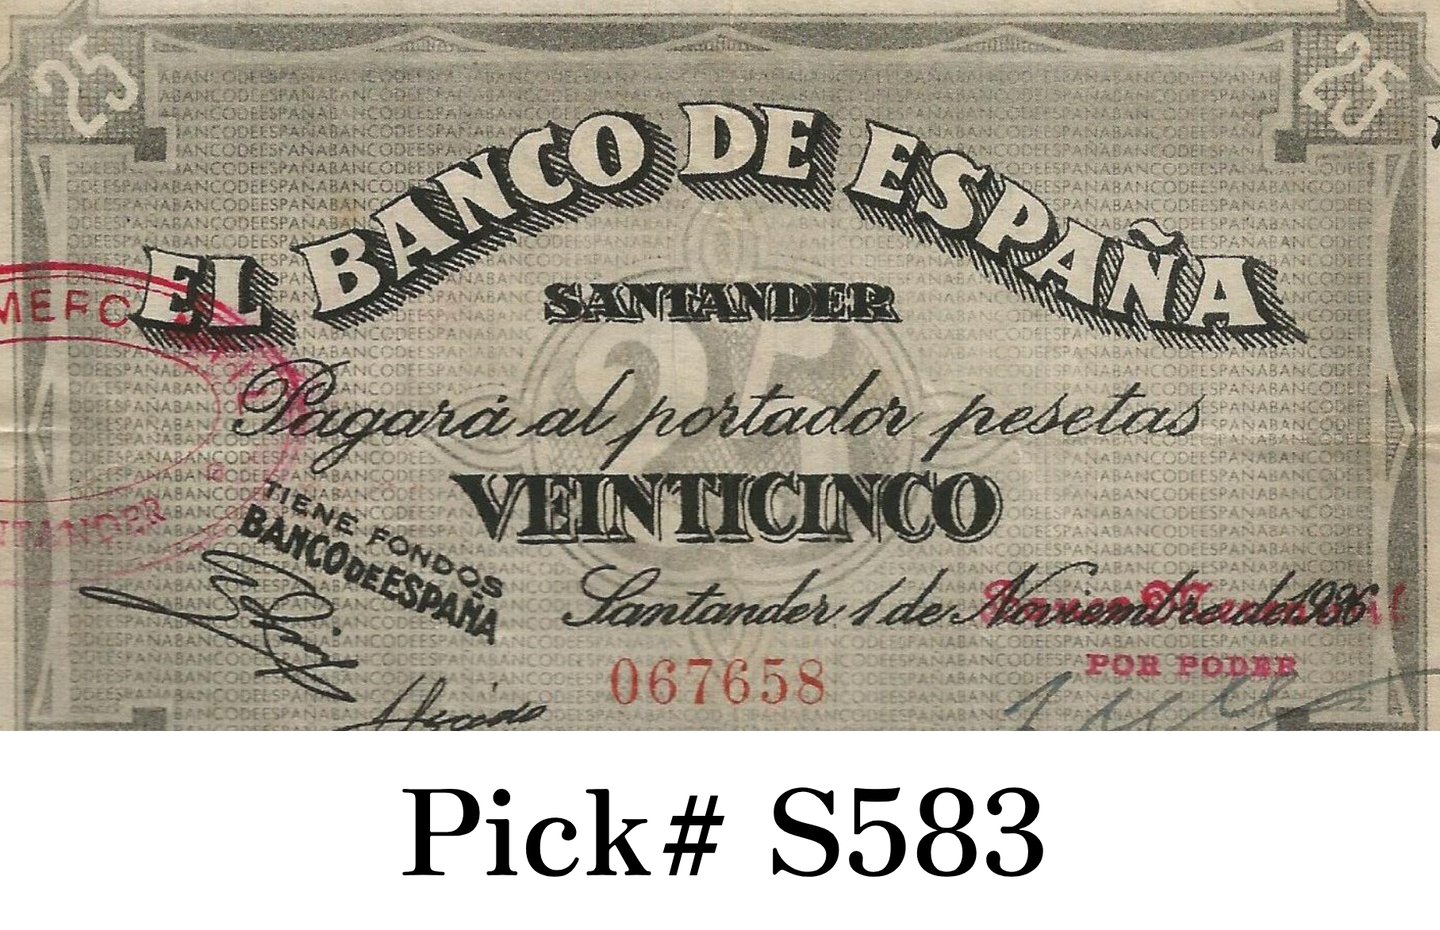 25 25
EL BANCO DE ESPAÑA
SANTANDER
Pagará al portador pesetas
VEINTICINCO
TIENE FONDOS
BANCO DE ESPAÑA
Santander 1 de Noviembre de 1936
067658
POR PODER
25
Pick# S583